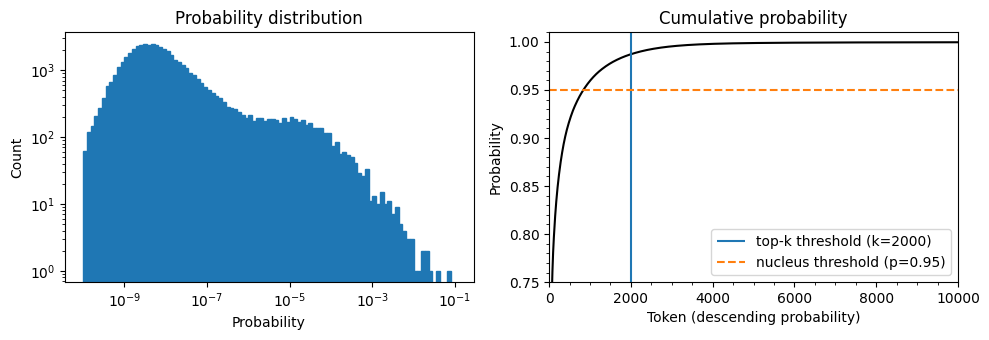 Probability distribution
Count
10³
10²
10¹
10⁰
10⁻⁹
10⁻⁷
10⁻⁵
10⁻³
10⁻¹
Probability
Cumulative probability
Probability
1.00
0.95
0.90
0.85
0.80
0.75
top-k threshold (k=2000)
nucleus threshold (p=0.95)
0
2000
4000
6000
8000
10000
Token (descending probability)